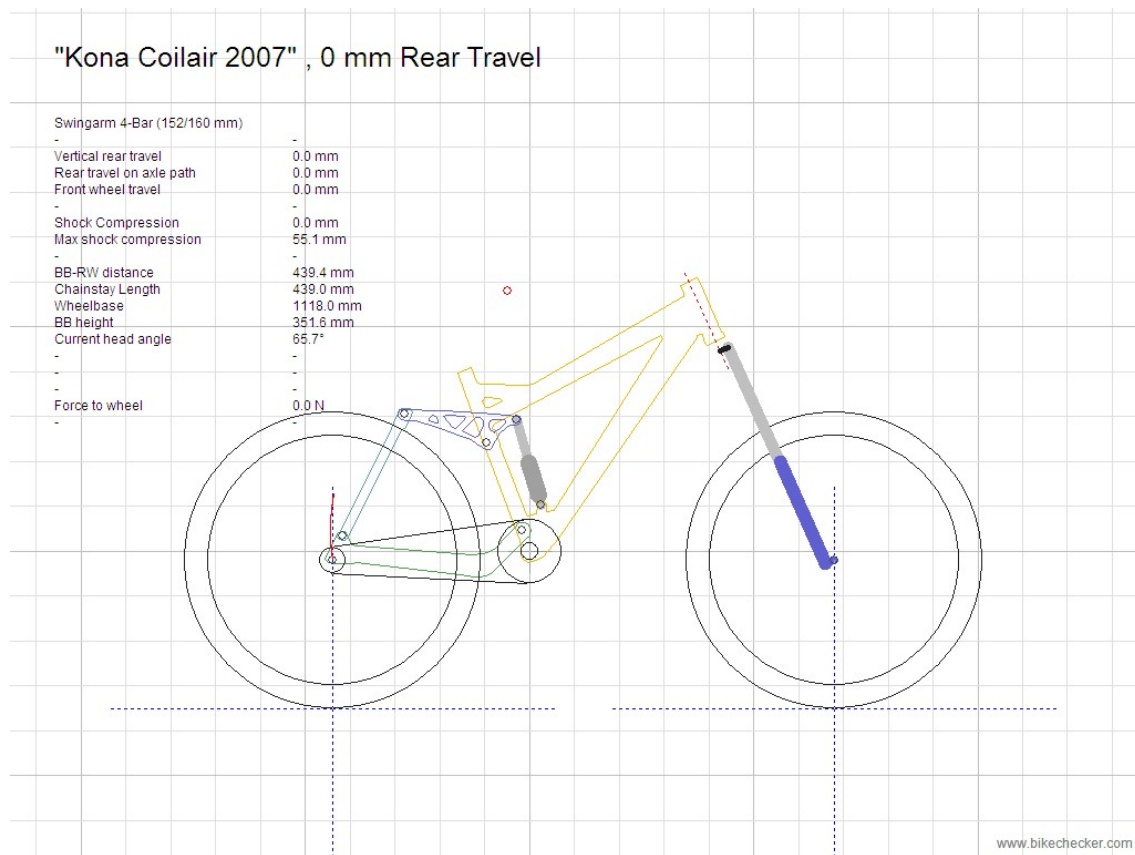 "Kona Coilair 2007" , 0 mm Rear Travel
Swingarm 4-Bar (152/160 mm)
- -
Vertical rear travel 0.0 mm
Rear travel on axle path 0.0 mm
Front wheel travel 0.0 mm
- -
Shock Compression 0.0 mm
Max shock compression 55.1 mm
- -
BB-RW distance 439.4 mm
Chainstay Length 439.0 mm
Wheelbase 1118.0 mm
BB height 351.6 mm
Current head angle 65.7°
- -
- -
- -
Force to wheel 0.0 N
- -
www.bikechecker.com